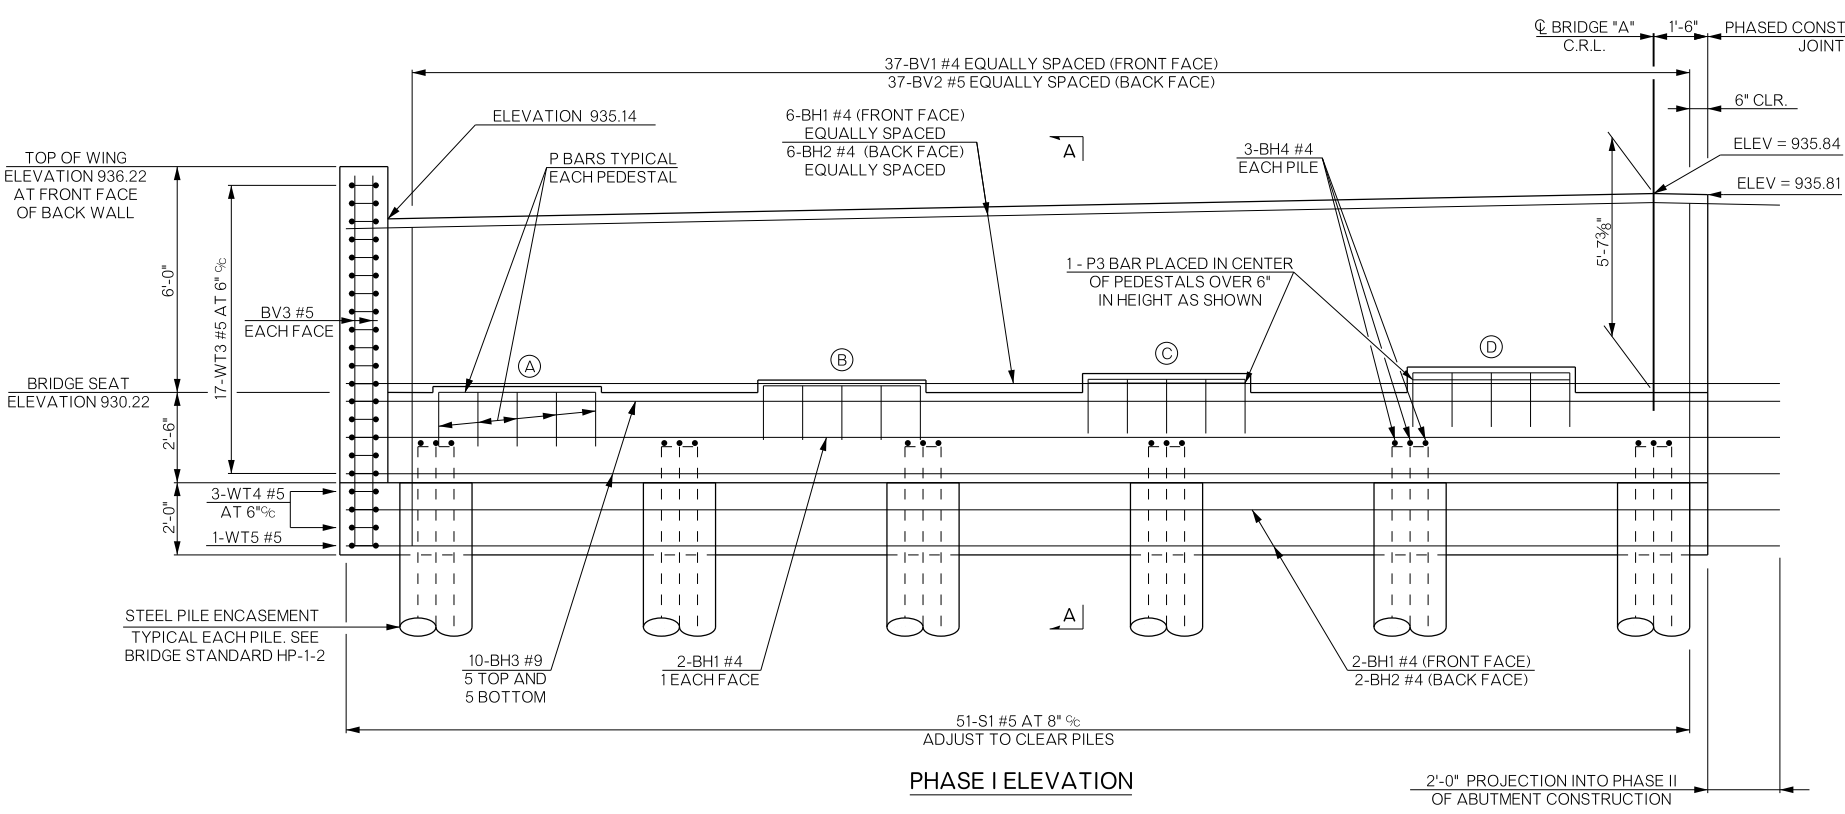 ℄ BRIDGE "A"
C.R.L.
1'-6"
PHASED CONST
JOINT
37-BV1 #4 EQUALLY SPACED (FRONT FACE)
37-BV2 #5 EQUALLY SPACED (BACK FACE)
6" CLR.
ELEVATION 935.14
6-BH1 #4 (FRONT FACE)
EQUALLY SPACED
6-BH2 #4 (BACK FACE)
EQUALLY SPACED
A
3-BH4 #4
EACH PILE
ELEV = 935.84
ELEV = 935.81
TOP OF WING
ELEVATION 936.22
AT FRONT FACE
OF BACK WALL
P BARS TYPICAL
EACH PEDESTAL
5'-7⅜"
6'-0"
17-WT3 #5 AT 6" c/c
BV3 #5
EACH FACE
1 - P3 BAR PLACED IN CENTER
OF PEDESTALS OVER 6"
IN HEIGHT AS SHOWN
A
B
C
D
BRIDGE SEAT
ELEVATION 930.22
2'-6"
2'-0"
3-WT4 #5
AT 6" c/c
1-WT5 #5
STEEL PILE ENCASEMENT
TYPICAL EACH PILE. SEE
BRIDGE STANDARD HP-1-2
A
10-BH3 #9
5 TOP AND
5 BOTTOM
2-BH1 #4
1 EACH FACE
2-BH1 #4 (FRONT FACE)
2-BH2 #4 (BACK FACE)
51-S1 #5 AT 8" c/c
ADJUST TO CLEAR PILES
PHASE I ELEVATION
2'-0" PROJECTION INTO PHASE II
OF ABUTMENT CONSTRUCTION